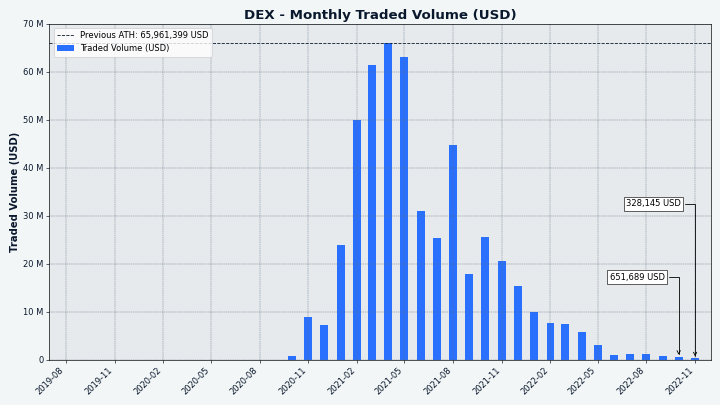 DEX - Monthly Traded Volume (USD)
Previous ATH: 65,961,399 USD
Traded Volume (USD)
Traded Volume (USD)
70 M
60 M
50 M
40 M
30 M
20 M
10 M
0
328,145 USD
651,689 USD
2019-08
2019-11
2020-02
2020-05
2020-08
2020-11
2021-02
2021-05
2021-08
2021-11
2022-02
2022-05
2022-08
2022-11